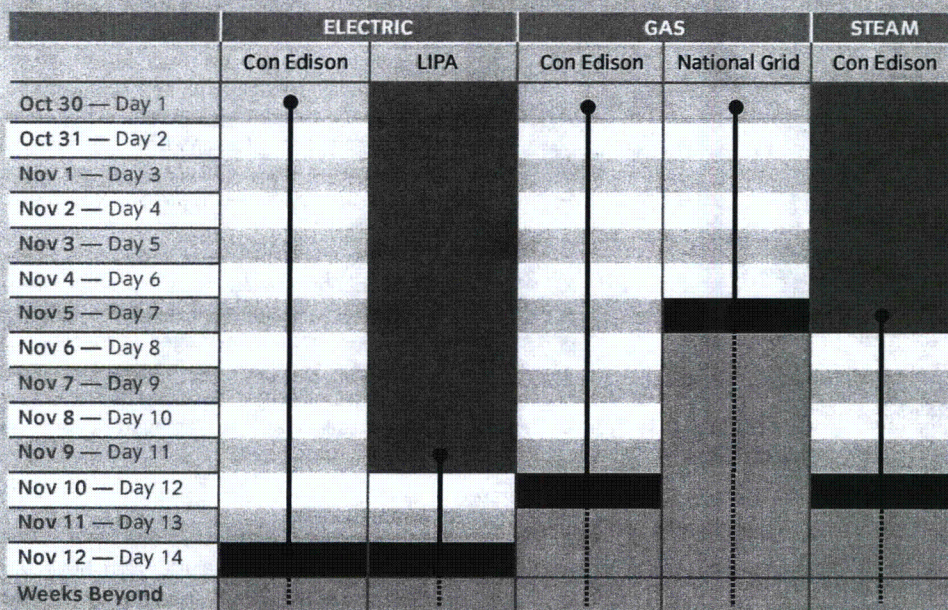 ELECTRIC GAS STEAM
Con Edison LIPA Con Edison National Grid Con Edison
Oct 30 — Day 1
Oct 31 — Day 2
Nov 1 — Day 3
Nov 2 — Day 4
Nov 3 — Day 5
Nov 4 — Day 6
Nov 5 — Day 7
Nov 6 — Day 8
Nov 7 — Day 9
Nov 8 — Day 10
Nov 9 — Day 11
Nov 10 — Day 12
Nov 11 — Day 13
Nov 12 — Day 14
Weeks Beyond